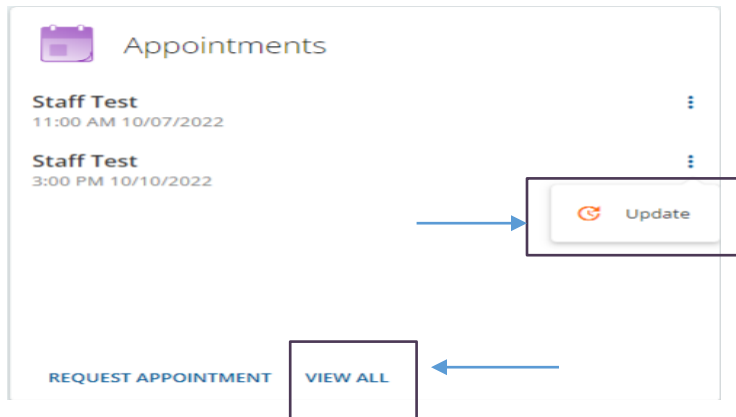 Appointments
Staff Test
11:00 AM 10/07/2022
Staff Test
3:00 PM 10/10/2022
Update
REQUEST APPOINTMENT VIEW ALL